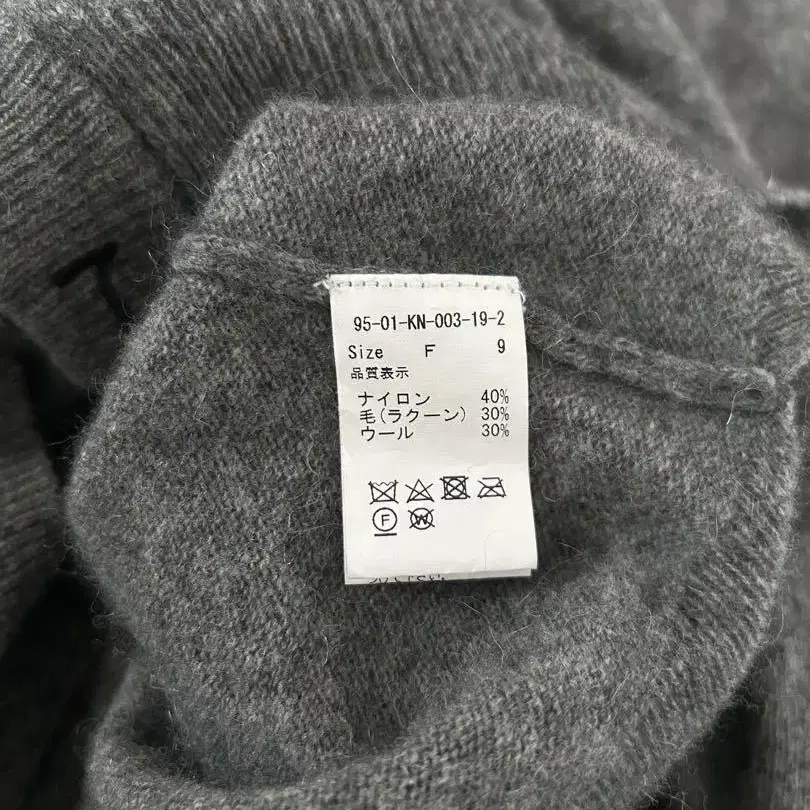 95-01-KN-003-19-2
Size F 9
品質表示
ナイロン 40%
毛(ラクーン) 30%
ウール 30%
F W